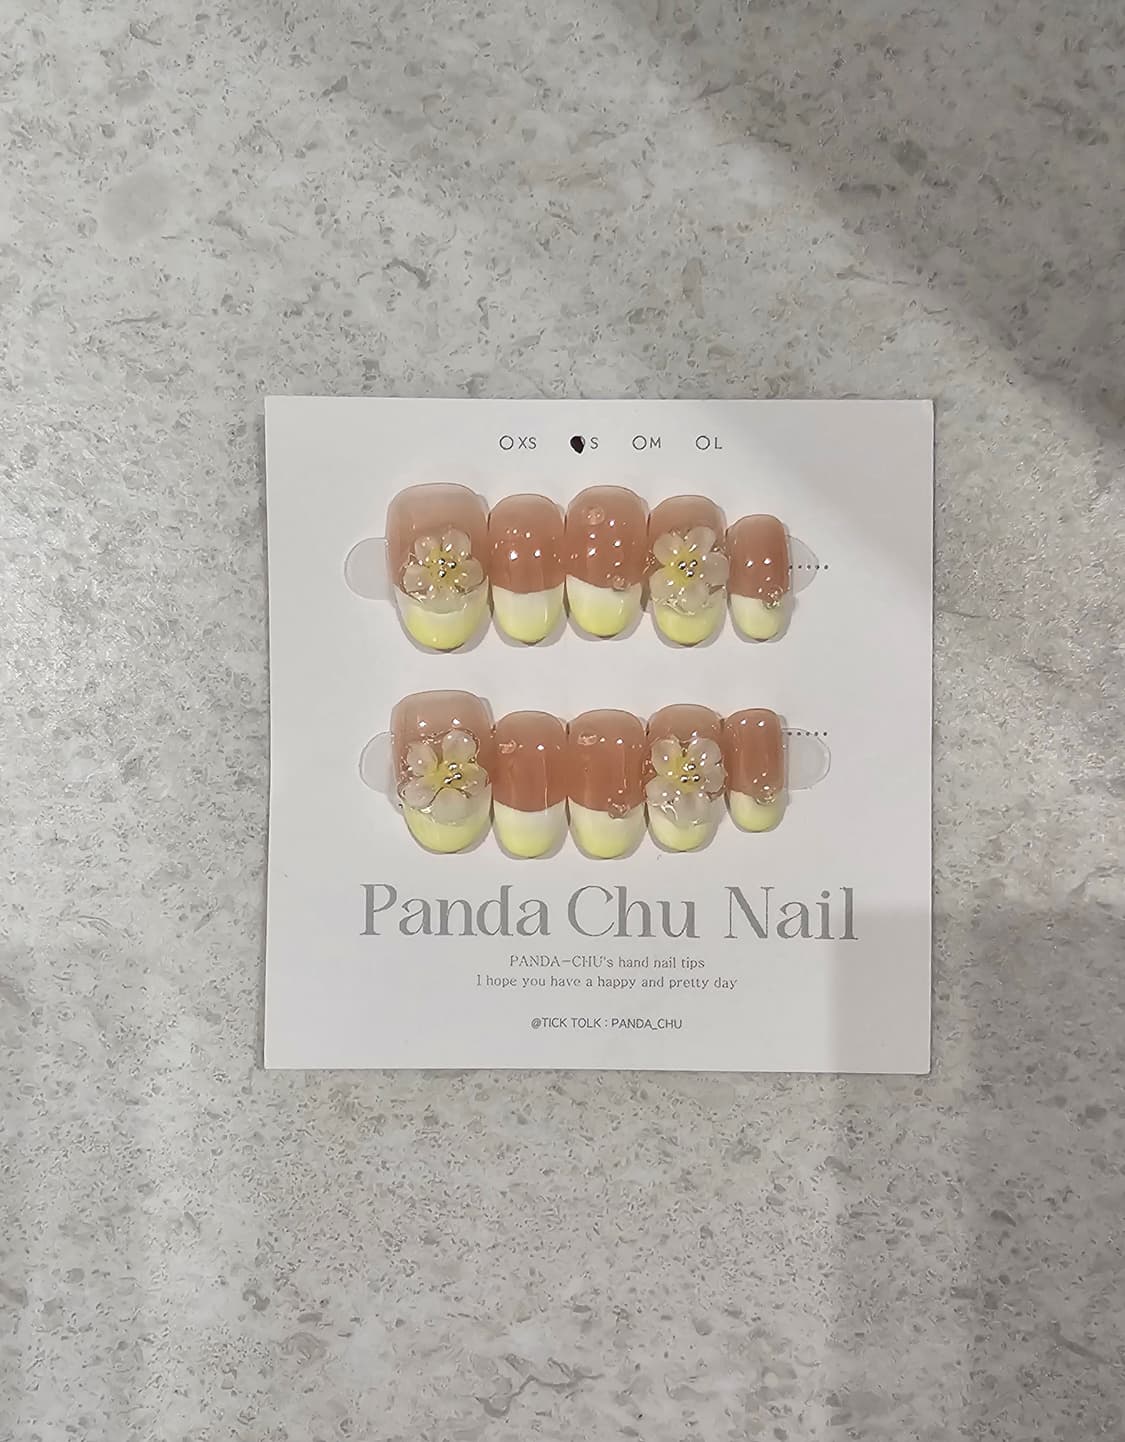 XS S M L
Panda Chu Nail
PANDA-CHU's hand nail tips
I hope you have a happy and pretty day
@TICK TOLK : PANDA_CHU